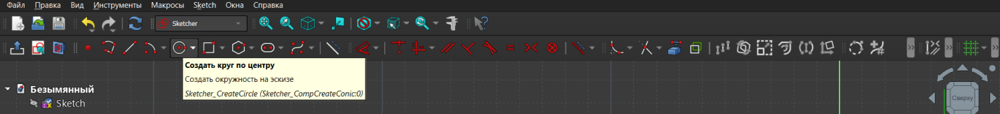 Файл Правка Вид Инструменты Макросы Sketch Окна Справка
Sketcher
Создать круг по центру
Создать окружность на эскизе
Sketcher_CreateCircle (Sketcher_CompCreateConic:0)
Безымянный
Sketch
Сверху